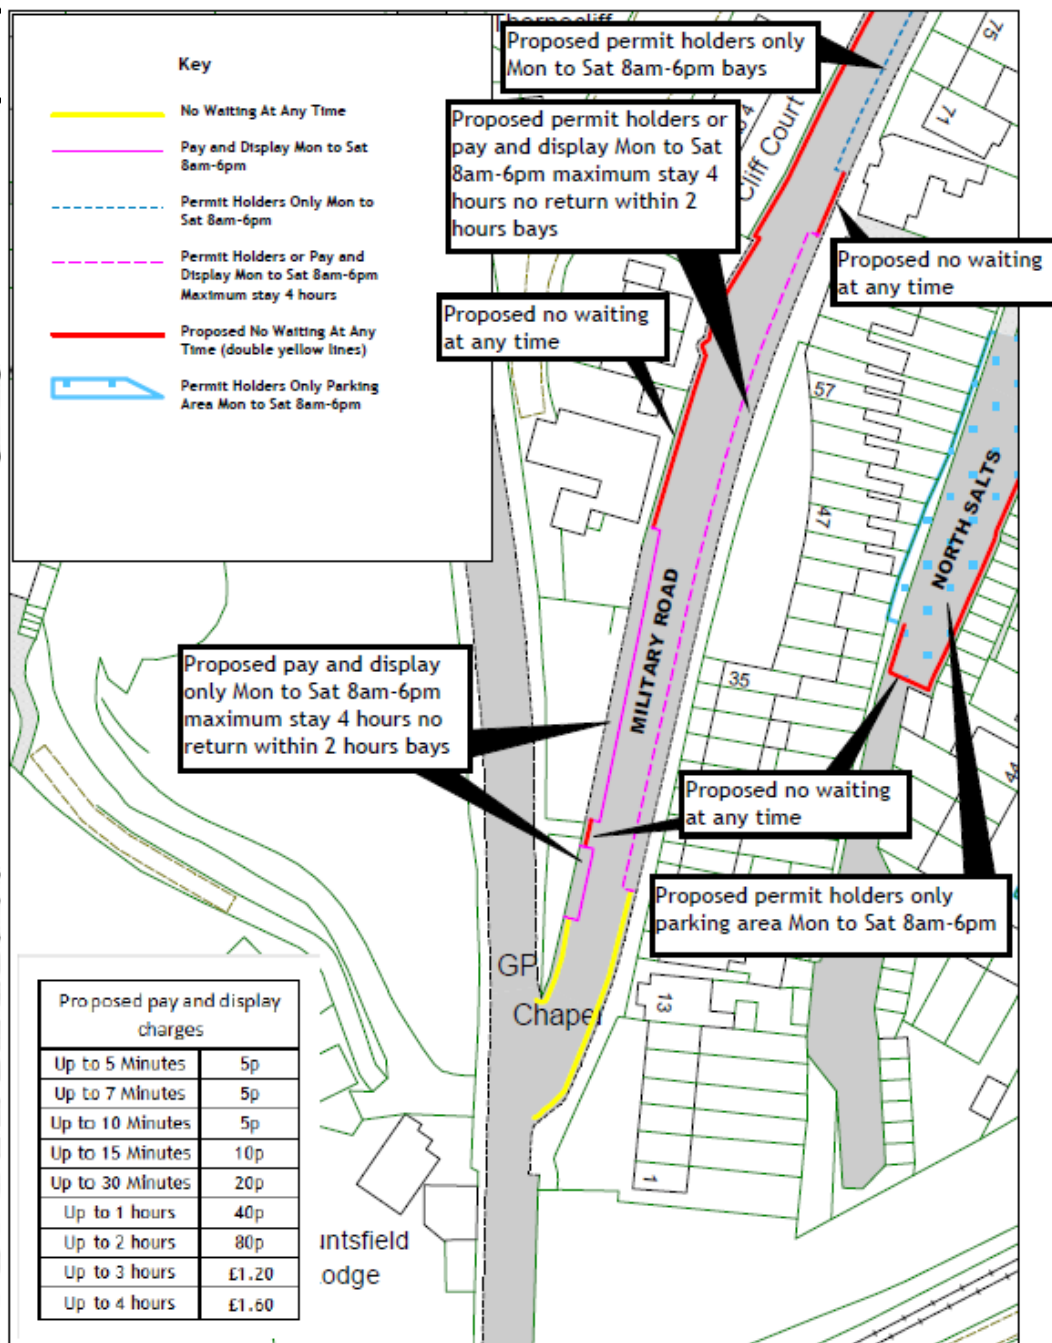 Key
No Waiting At Any Time
Pay and Display Mon to Sat
8am-6pm
Permit Holders Only Mon to
Sat 8am-6pm
Permit Holders or Pay and
Display Mon to Sat 8am-6pm
Maximum stay 4 hours
Proposed No Waiting At Any
Time (double yellow lines)
Permit Holders Only Parking
Area Mon to Sat 8am-6pm
Proposed permit holders only
Mon to Sat 8am-6pm bays
75
71
Proposed permit holders or
pay and display Mon to Sat
8am-6pm maximum stay 4
hours no return within 2
hours bays
Cliff Court
Proposed no waiting
at any time
Proposed no waiting
at any time
57
47
NORTH SALTS
MILITARY ROAD
35
Proposed pay and display
only Mon to Sat 8am-6pm
maximum stay 4 hours no
return within 2 hours bays
Proposed no waiting
at any time
44
Proposed permit holders only
parking area Mon to Sat 8am-6pm
GP
Chapel
13
1
Proposed pay and display
charges
Up to 5 Minutes 5p
Up to 7 Minutes 5p
Up to 10 Minutes 5p
Up to 15 Minutes 10p
Up to 30 Minutes 20p
Up to 1 hours 40p
Up to 2 hours 80p
Up to 3 hours £1.20
Up to 4 hours £1.60
untsfield
odge